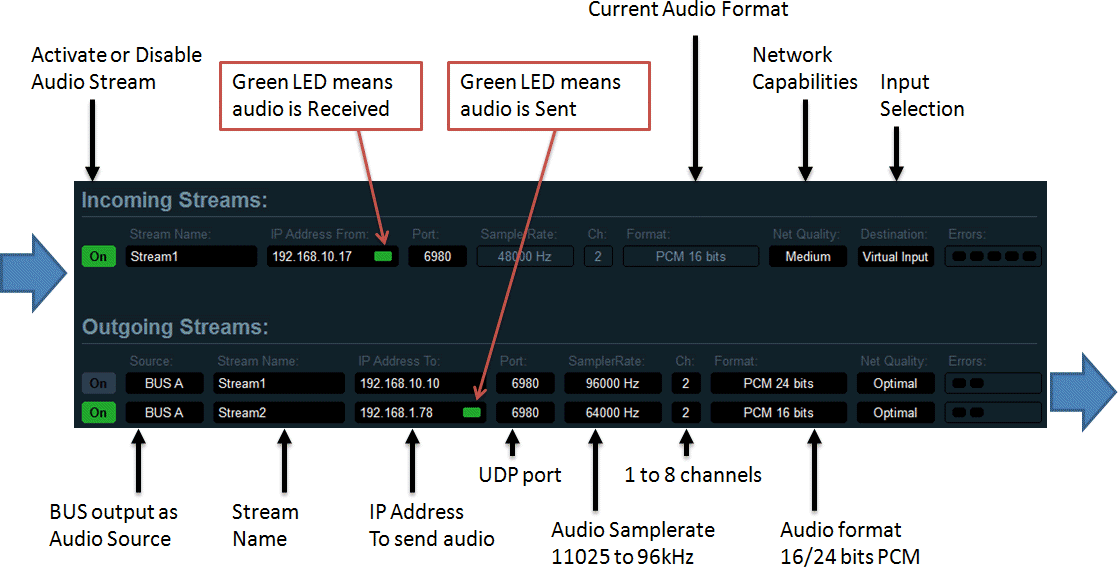 Current Audio Format
Activate or Disable
Audio Stream
Green LED means
audio is Received
Green LED means
audio is Sent
Network
Capabilities
Input
Selection
Incoming Streams:
Stream Name: IP Address From: Port: SamplerRate: Ch: Format: Net Quality: Destination: Errors:
On Stream1 192.168.10.17 6980 48000 Hz 2 PCM 16 bits Medium Virtual Input
Outgoing Streams:
Source: Stream Name: IP Address To: Port: SamplerRate: Ch: Format: Net Quality: Errors:
On BUS A Stream1 192.168.10.10 6980 96000 Hz 2 PCM 24 bits Optimal
On BUS A Stream2 192.168.1.78 6980 64000 Hz 2 PCM 16 bits Optimal
UDP port
1 to 8 channels
BUS output as
Audio Source
Stream
Name
IP Address
To send audio
Audio Samplerate
11025 to 96kHz
Audio format
16/24 bits PCM